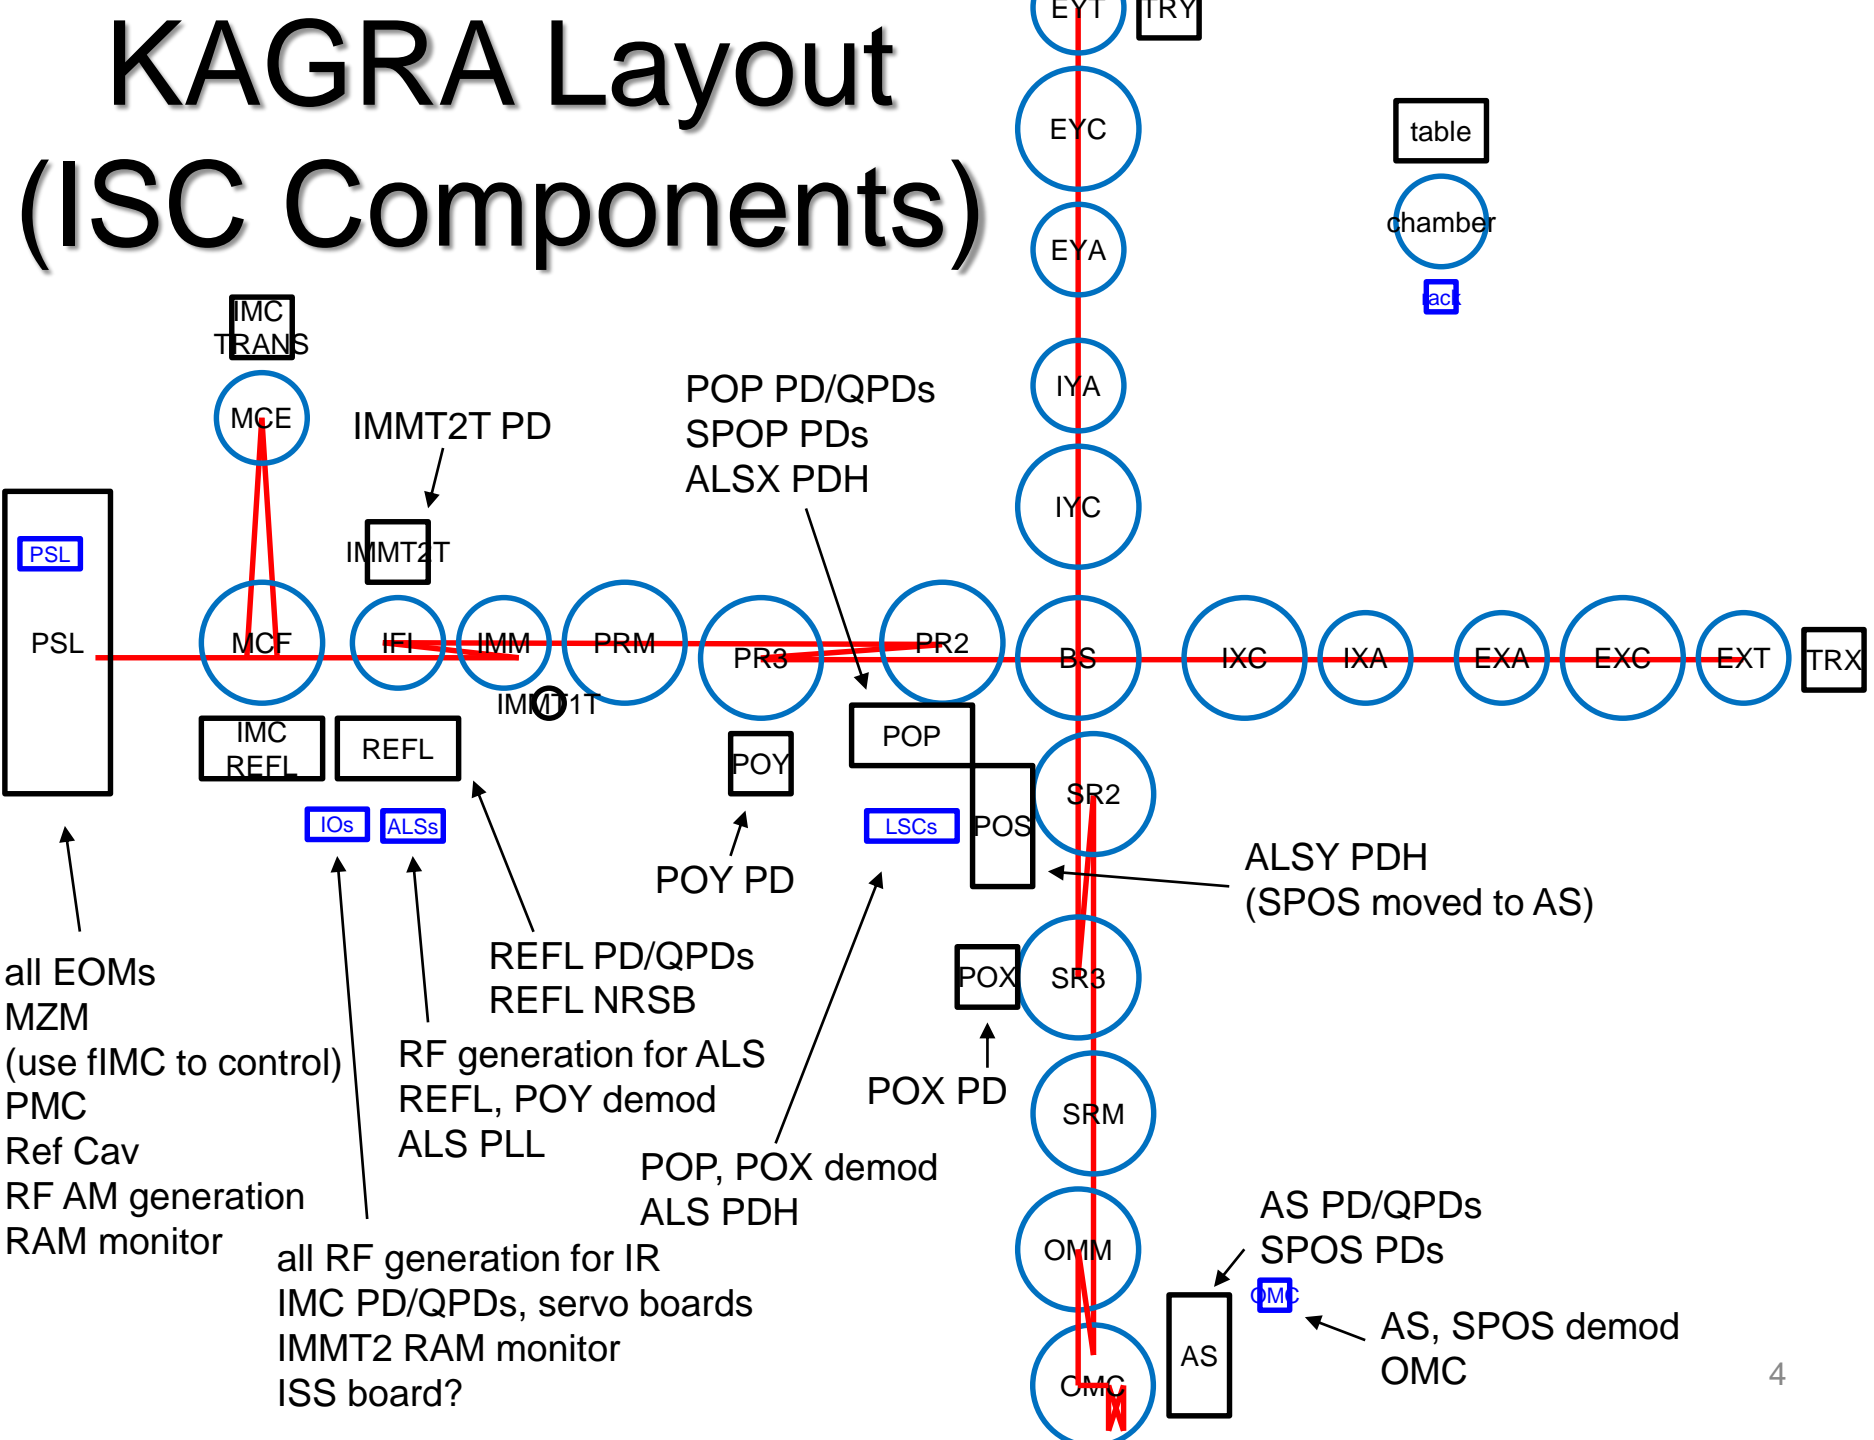 KAGRA Layout
(ISC Components)
EYT
TRY
EYC
table
chamber
rack
EYA
IMC
TRANS
MCE
IMMT2T PD
POP PD/QPDs
SPOP PDs
ALSX PDH
IYA
IYC
PSL
IMMT2T
PSL
MCF
IFI
IMM
PRM
PR3
PR2
BS
IXC
IXA
EXA
EXC
EXT
TRX
IMMT1T
IMC
REFL
REFL
POY
POP
SR2
IOs
ALSs
LSCs
POS
POY PD
ALSY PDH
(SPOS moved to AS)
all EOMs
MZM
(use fIMC to control)
PMC
Ref Cav
RF AM generation
RAM monitor
REFL PD/QPDs
REFL NRSB
RF generation for ALS
REFL, POY demod
ALS PLL
POX
SR3
POX PD
SRM
POP, POX demod
ALS PDH
all RF generation for IR
IMC PD/QPDs, servo boards
IMMT2 RAM monitor
ISS board?
OMM
AS PD/QPDs
SPOS PDs
OMC
AS, SPOS demod
OMC
AS
OMC
4